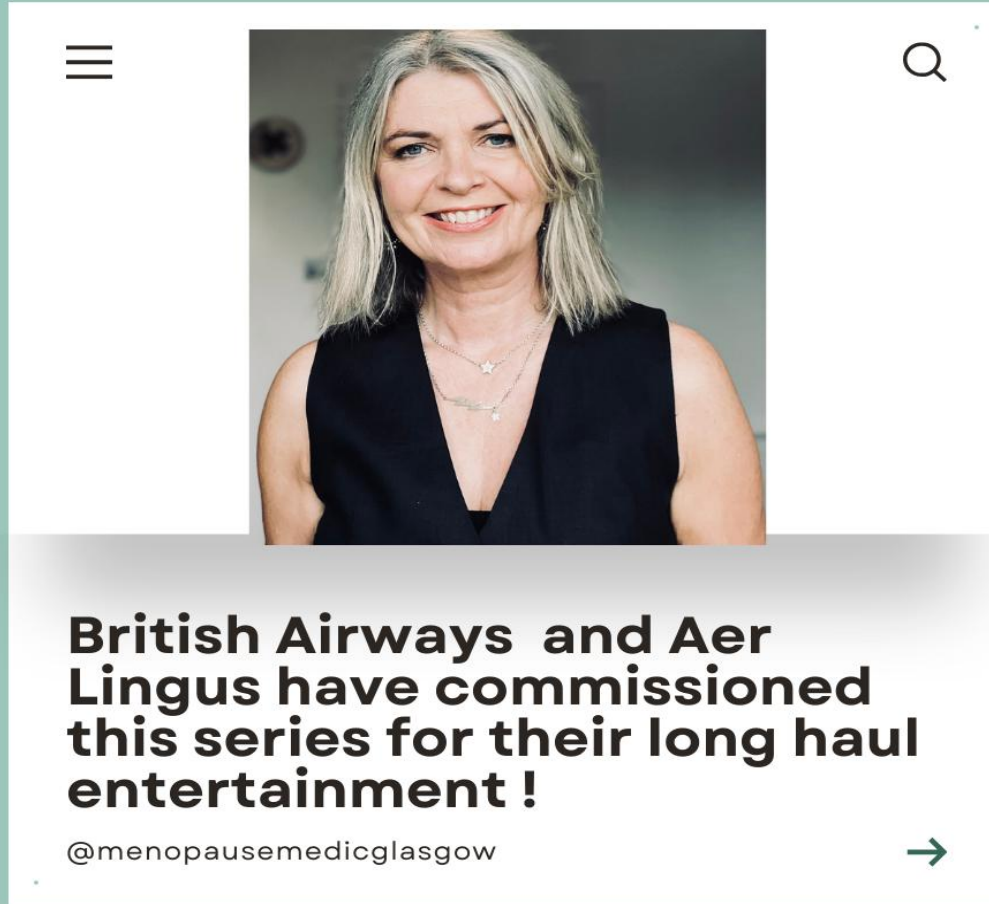 British Airways  and Aer
Lingus have commissioned
this series for their long haul
entertainment !
@menopausemedicglasgow